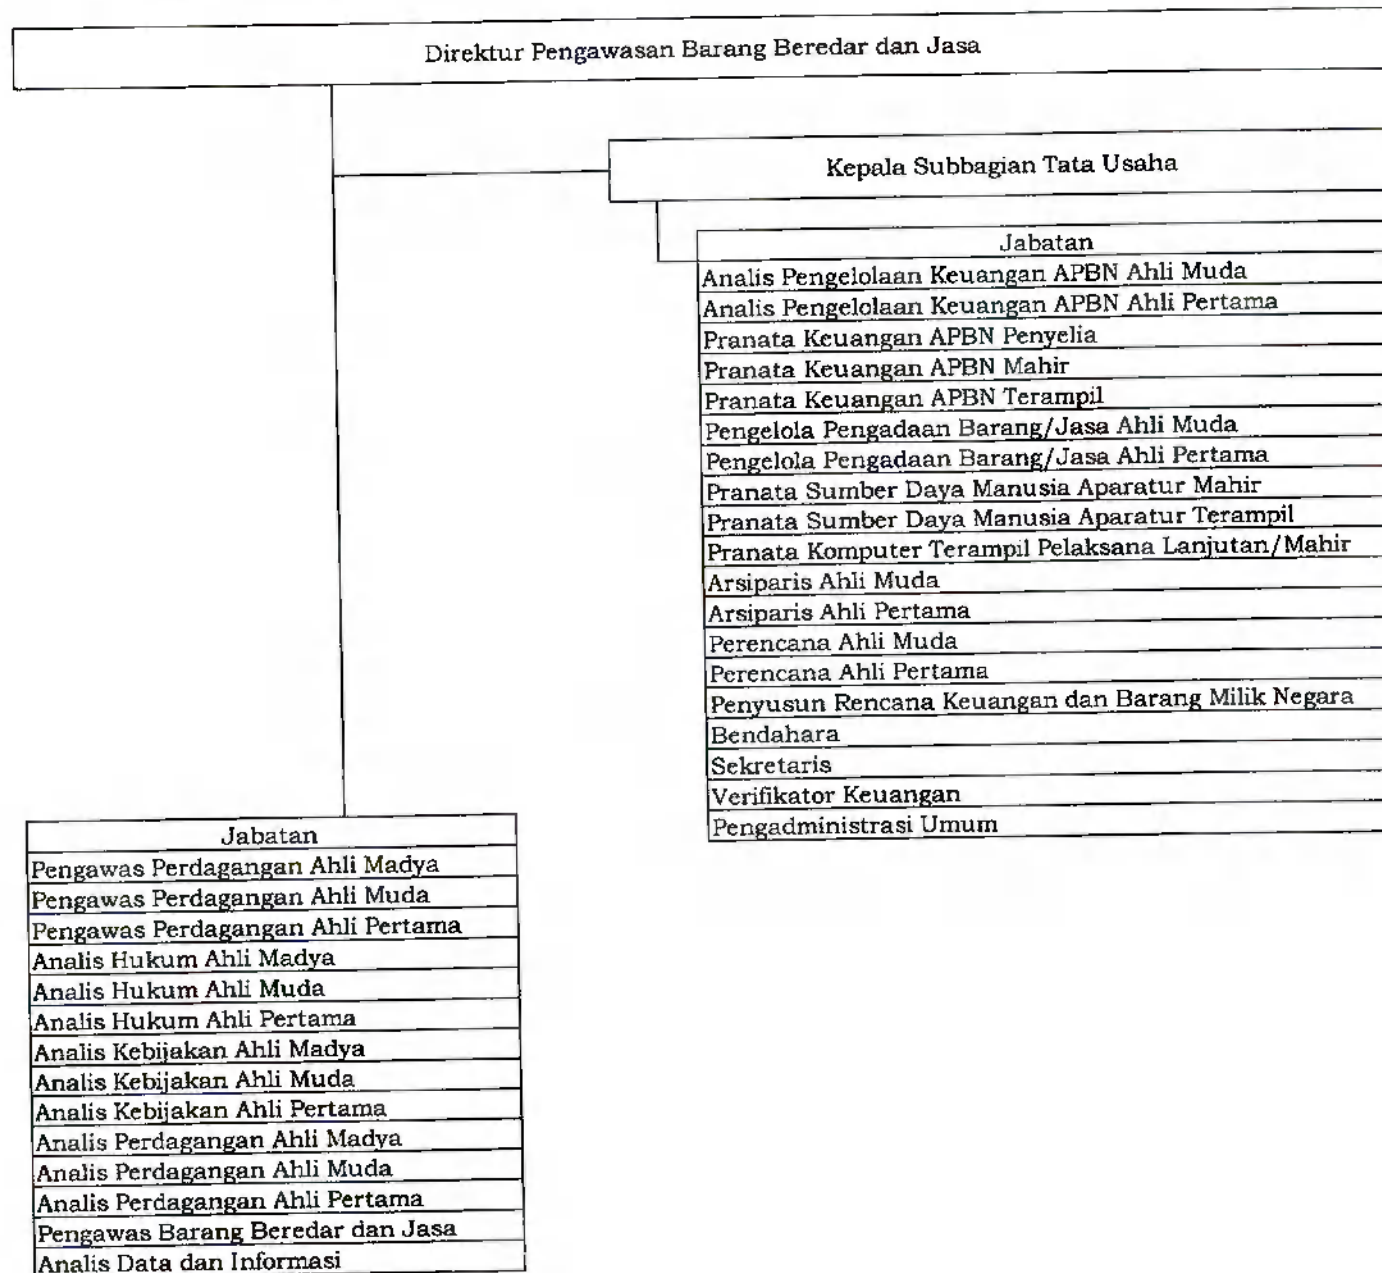 Direktur Pengawasan Barang Beredar dan Jasa
Kepala Subbagian Tata Usaha
Jabatan
Analis Pengelolaan Keuangan APBN Ahli Muda
Analis Pengelolaan Keuangan APBN Ahli Pertama
Pranata Keuangan APBN Penyelia
Pranata Keuangan APBN Mahir
Pranata Keuangan APBN Terampil
Pengelola Pengadaan Barang/Jasa Ahli Muda
Pengelola Pengadaan Barang/Jasa Ahli Pertama
Pranata Sumber Daya Manusia Aparatur Mahir
Pranata Sumber Daya Manusia Aparatur Terampil
Pranata Komputer Terampil Pelaksana Lanjutan/Mahir
Arsiparis Ahli Muda
Arsiparis Ahli Pertama
Perencana Ahli Muda
Perencana Ahli Pertama
Penyusun Rencana Keuangan dan Barang Milik Negara
Bendahara
Sekretaris
Verifikator Keuangan
Pengadministrasi Umum
Jabatan
Pengawas Perdagangan Ahli Madya
Pengawas Perdagangan Ahli Muda
Pengawas Perdagangan Ahli Pertama
Analis Hukum Ahli Madya
Analis Hukum Ahli Muda
Analis Hukum Ahli Pertama
Analis Kebijakan Ahli Madya
Analis Kebijakan Ahli Muda
Analis Kebijakan Ahli Pertama
Analis Perdagangan Ahli Madya
Analis Perdagangan Ahli Muda
Analis Perdagangan Ahli Pertama
Pengawas Barang Beredar dan Jasa
Analis Data dan Informasi